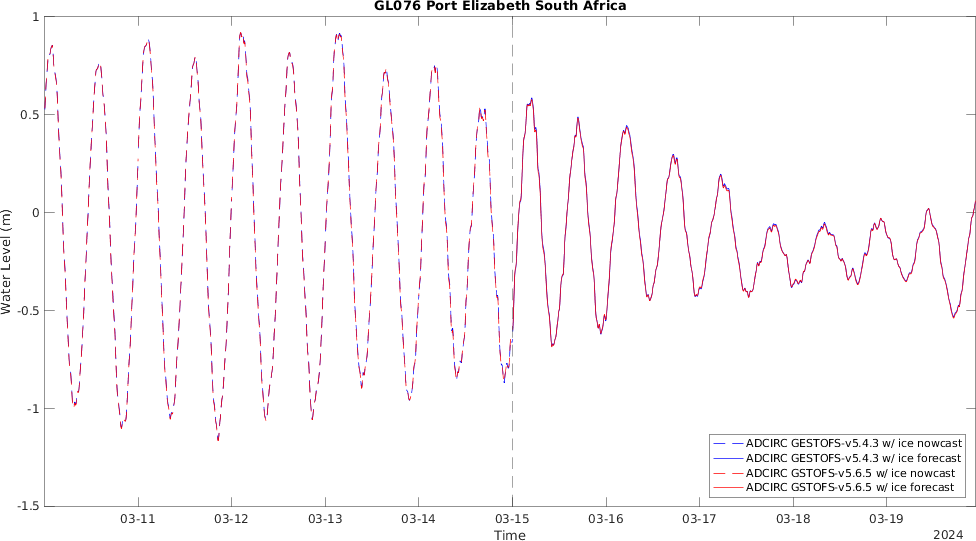 GL076 Port Elizabeth South Africa
1
0.5
0
-0.5
-1
-1.5
Water Level (m)
ADCIRC GESTOFS-v5.4.3 w/ ice nowcast
ADCIRC GESTOFS-v5.4.3 w/ ice forecast
ADCIRC GSTOFS-v5.6.5 w/ ice nowcast
ADCIRC GSTOFS-v5.6.5 w/ ice forecast
03-11 03-12 03-13 03-14 03-15 03-16 03-17 03-18 03-19
Time
2024